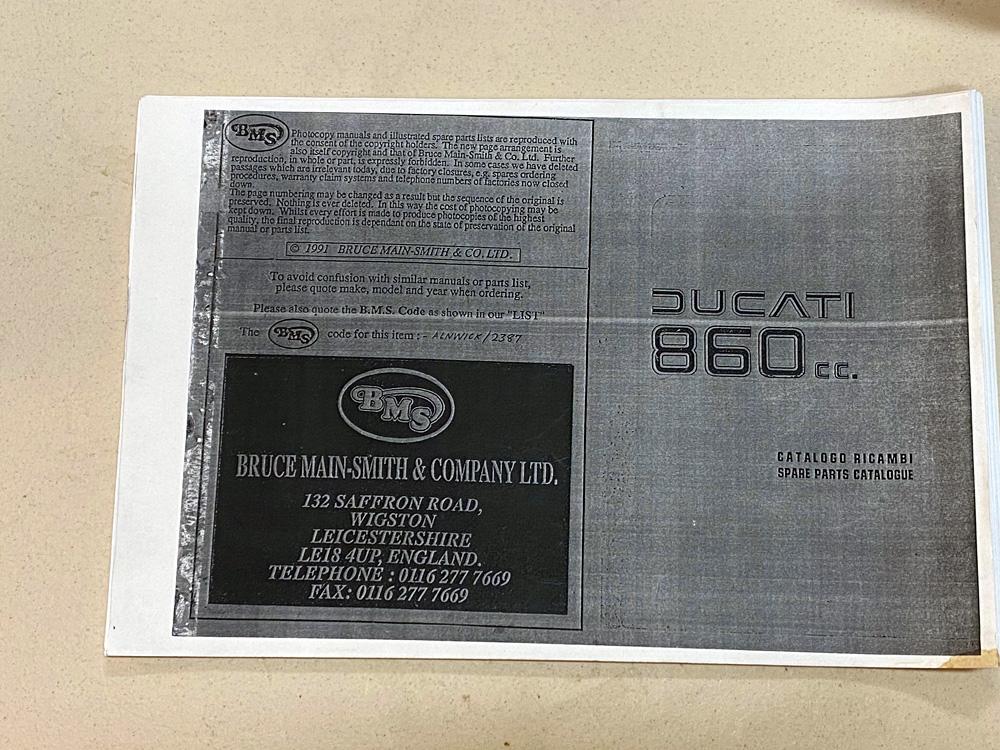 BMS
Photocopy manuals and illustrated spare parts lists are reproduced with
the consent of the copyright holders. The new page arrangement is
also itself copyright and that of Bruce Main-Smith & Co. Ltd. Further
reproduction, in whole or part, is expressly forbidden. In some cases we have deleted
passages which are irrelevant today, due to factory closures, e.g. spares ordering
procedures, warranty claim systems and telephone numbers of factories now closed
down.
The page numbering may be changed as a result but the sequence of the original is
preserved. Nothing is ever deleted. In this way the cost of photocopying may be
kept down. Whilst every effort is made to produce photocopies of the highest
quality, the final reproduction is dependant on the state of preservation of the original
manual or parts list.
© 1991 BRUCE MAIN-SMITH & CO. LTD.
To avoid confusion with similar manuals or parts list,
please quote make, model and year when ordering.
Please also quote the B.M.S. Code as shown in our "LIST"
The BMS code for this item :- ALNWICK/2387
BMS
BRUCE MAIN-SMITH & COMPANY LTD.
132 SAFFRON ROAD,
WIGSTON
LEICESTERSHIRE
LE18 4UP, ENGLAND.
TELEPHONE : 0116 277 7669
FAX: 0116 277 7669
DUCATI
860 cc.
CATALOGO RICAMBI
SPARE PARTS CATALOGUE